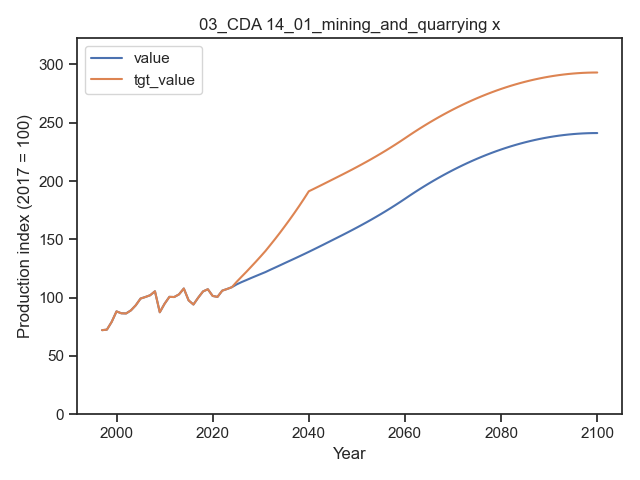 03_CDA 14_01_mining_and_quarrying x
value
tgt_value
Production index (2017 = 100)
300
250
200
150
100
50
0
2000 2020 2040 2060 2080 2100
Year